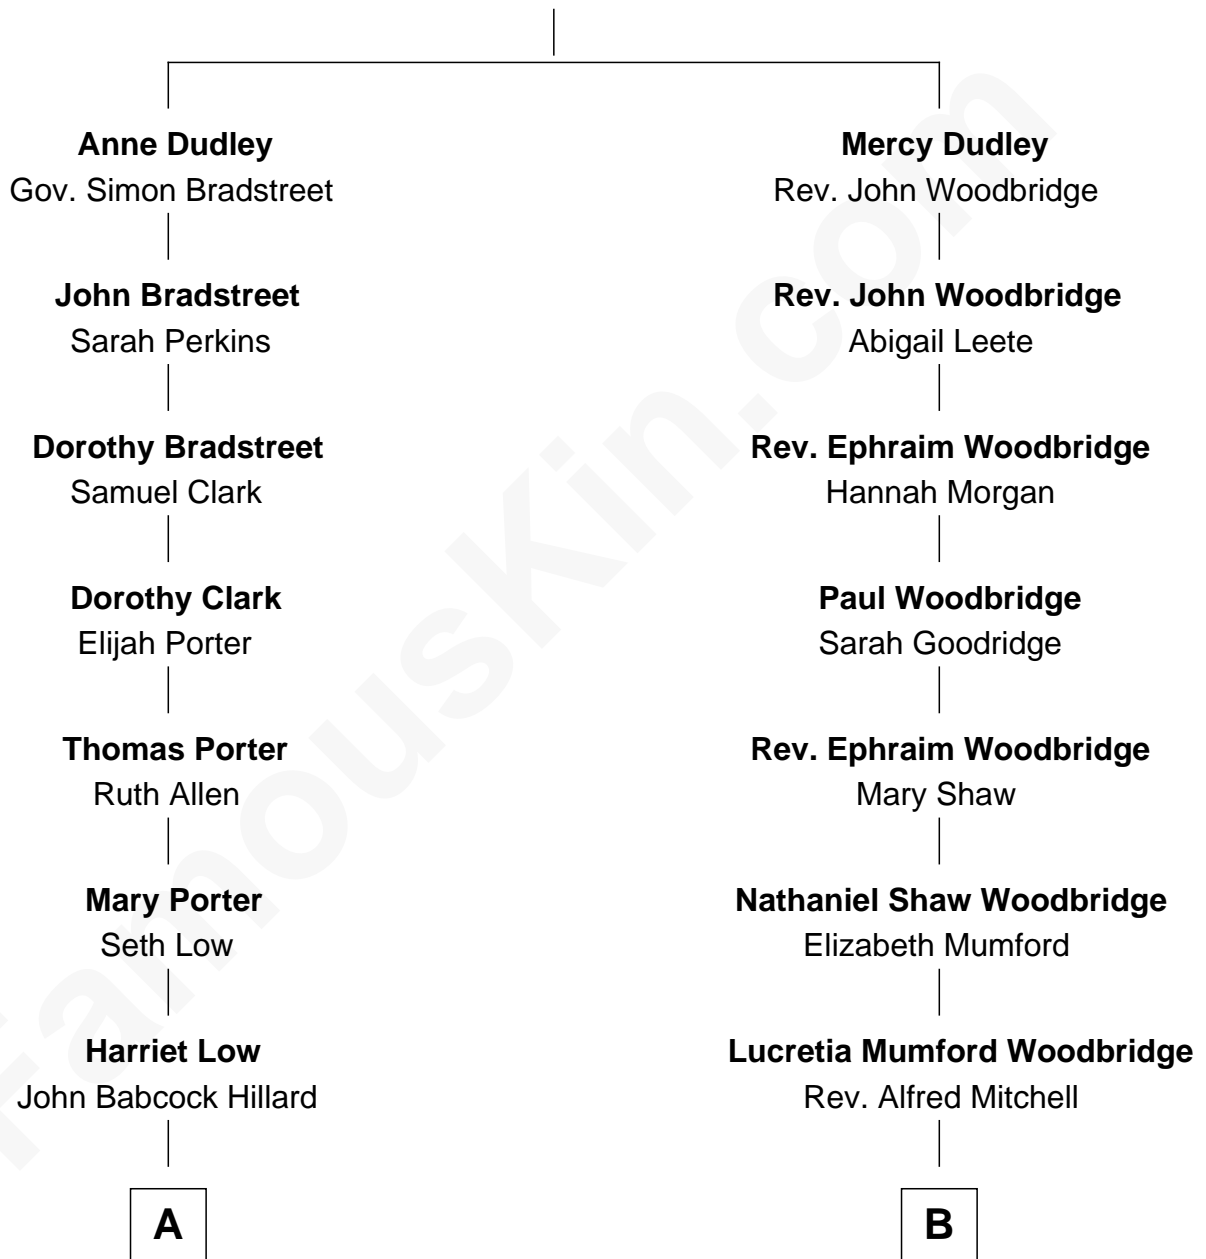 Anne Dudley
Gov. Simon Bradstreet
Mercy Dudley
Rev. John Woodbridge
John Bradstreet
Sarah Perkins
Rev. John Woodbridge
Abigail Leete
Dorothy Bradstreet
Samuel Clark
Rev. Ephraim Woodbridge
Hannah Morgan
Dorothy Clark
Elijah Porter
Paul Woodbridge
Sarah Goodridge
Thomas Porter
Ruth Allen
Rev. Ephraim Woodbridge
Mary Shaw
Mary Porter
Seth Low
Nathaniel Shaw Woodbridge
Elizabeth Mumford
Harriet Low
John Babcock Hillard
Lucretia Mumford Woodbridge
Rev. Alfred Mitchell
A
B
FamousKin.com